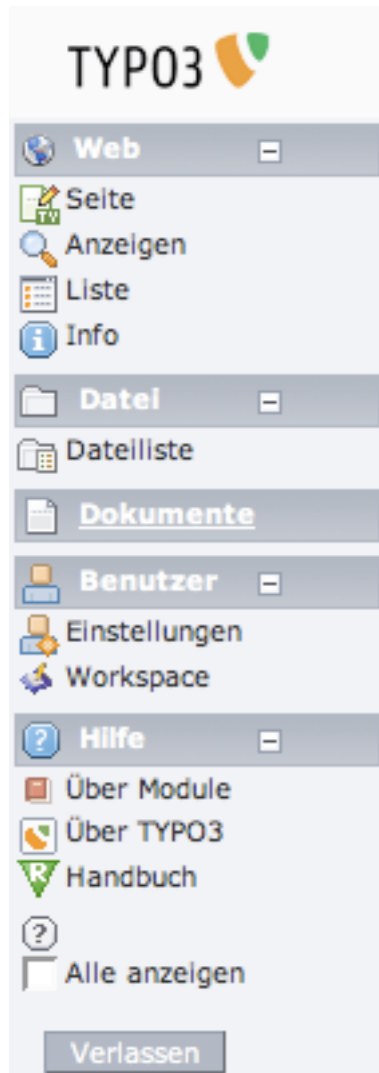 TYPO3
Web
Seite
Anzeigen
Liste
Info
Datei
Dateiliste
Dokumente
Benutzer
Einstellungen
Workspace
Hilfe
Über Module
Über TYPO3
Handbuch
Alle anzeigen
Verlassen